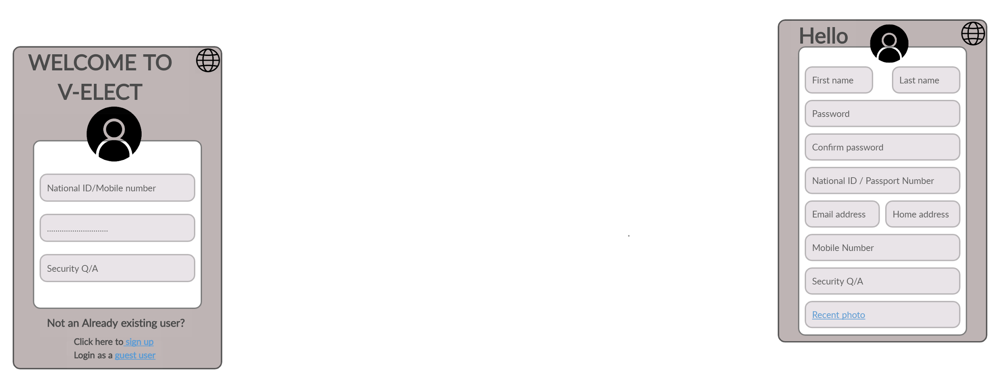 WELCOME TO
V-ELECT
National ID/Mobile number
.............................
Security Q/A
Not an Already existing user?
Click here to sign up
Login as a guest user
.
Hello
First name
Last name
Password
Confirm password
National ID / Passport Number
Email address
Home address
Mobile Number
Security Q/A
Recent photo